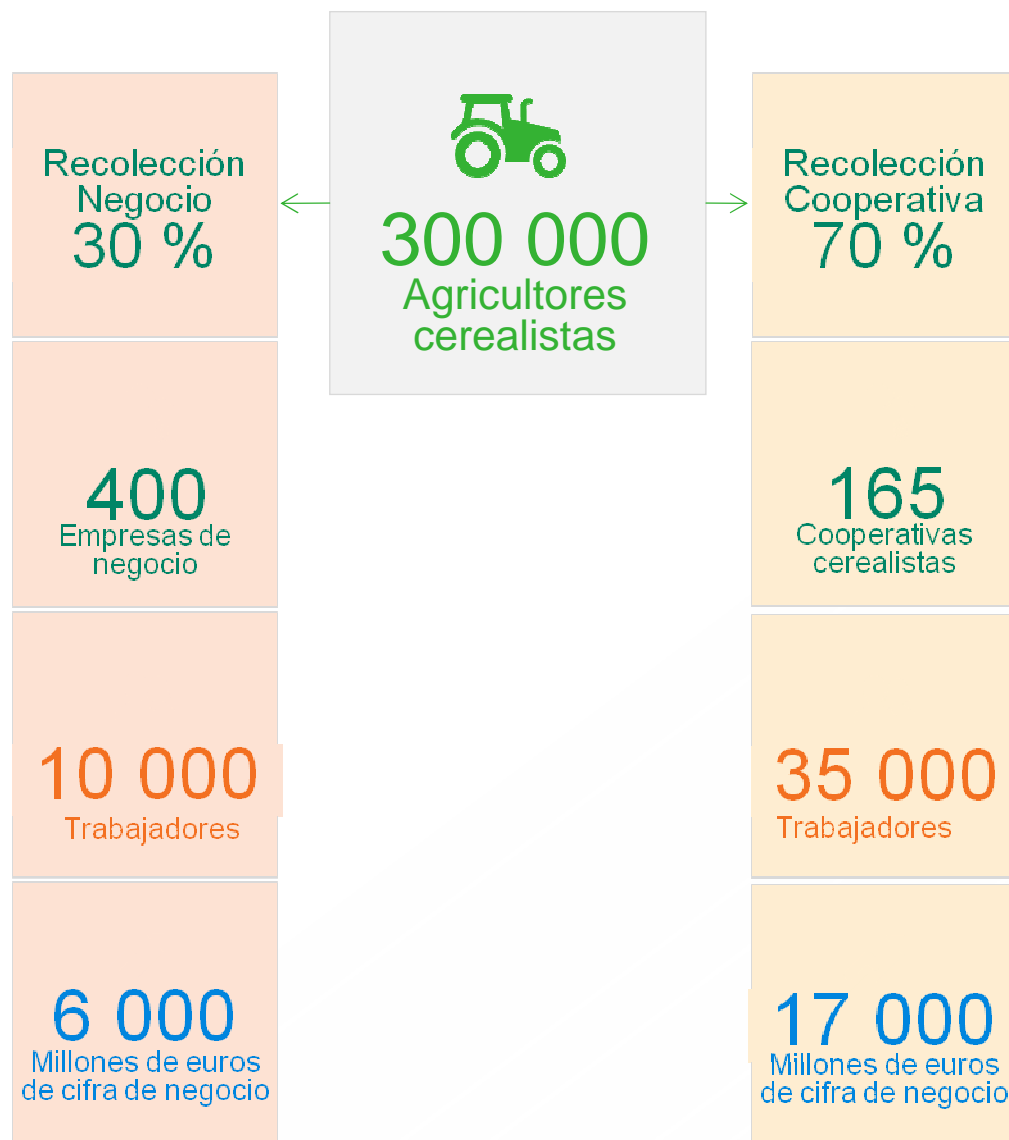 300 000
Agricultores
cerealistas
Recolección
Negocio
30 %
400
Empresas de
negocio
10 000
Trabajadores
6 000
Millones de euros
de cifra de negocio
Recolección
Cooperativa
70 %
165
Cooperativas
cerealistas
35 000
Trabajadores
17 000
Millones de euros
de cifra de negocio